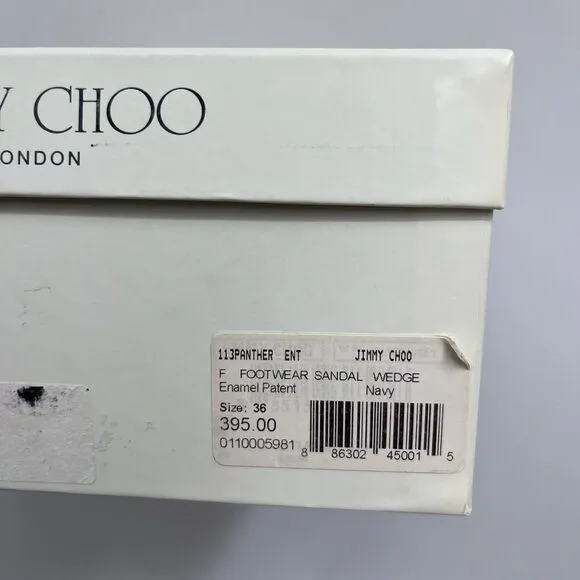 Y CHOO
ONDON
113PANTHER ENT JIMMY CHOO
F FOOTWEAR SANDAL WEDGE
Enamel Patent Navy
Size: 36
395.00
0110005981
8 86302 45001 5